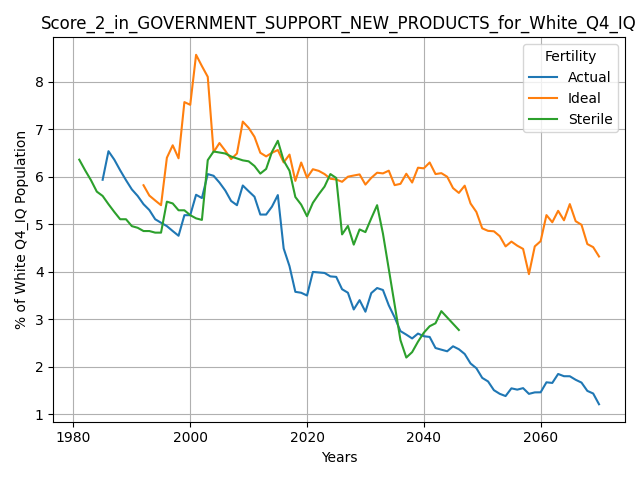 Score_2_in_GOVERNMENT_SUPPORT_NEW_PRODUCTS_for_White_Q4_IQ
Fertility
Actual
Ideal
Sterile
% of White Q4_IQ Population
8
7
6
5
4
3
2
1
1980
2000
2020
2040
2060
Years